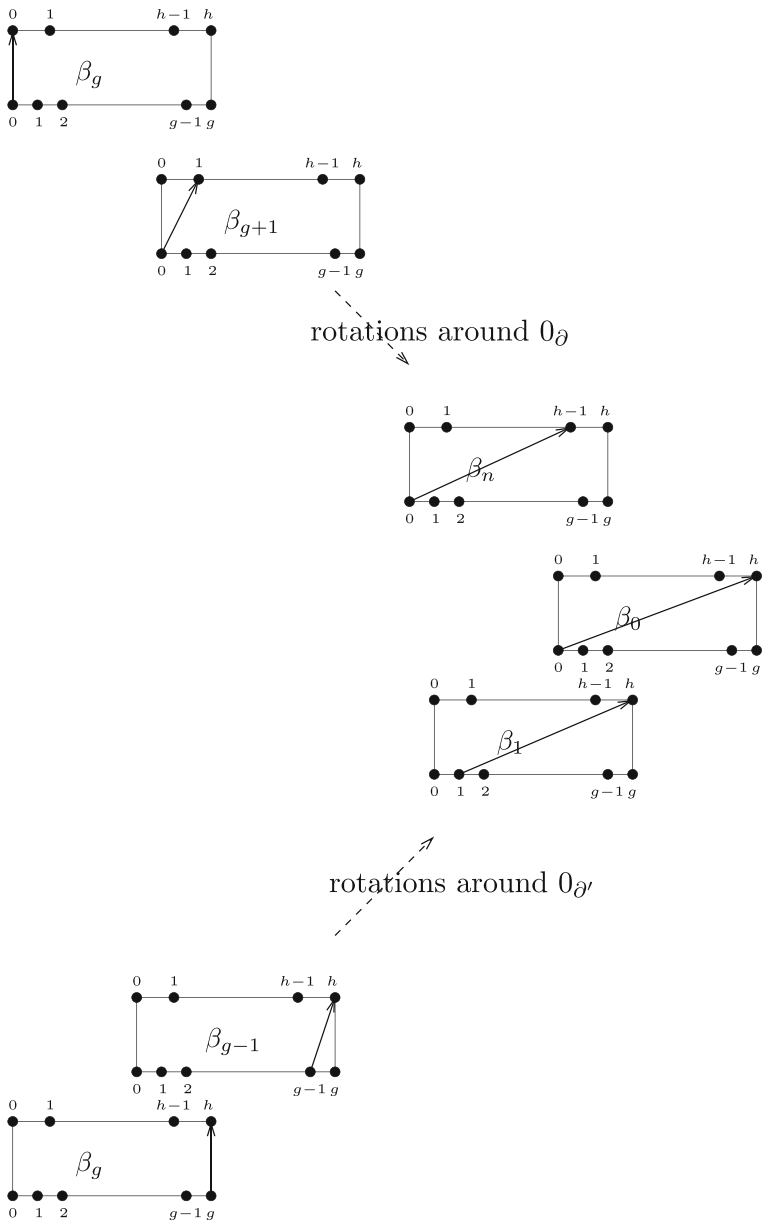 0 1 h−1 h
β_g
0 1 2 g−1 g
0 1 h−1 h
β_{g+1}
0 1 2 g−1 g
rotations around 0_∂
0 1 h−1 h
β_n
0 1 2 g−1 g
0 1 h−1 h
β_0
0 1 2 g−1 g
0 1 h−1 h
β_1
0 1 2 g−1 g
rotations around 0_{∂′}
0 1 h−1 h
β_{g−1}
0 1 2 g−1 g
0 1 h−1 h
β_g
0 1 2 g−1 g